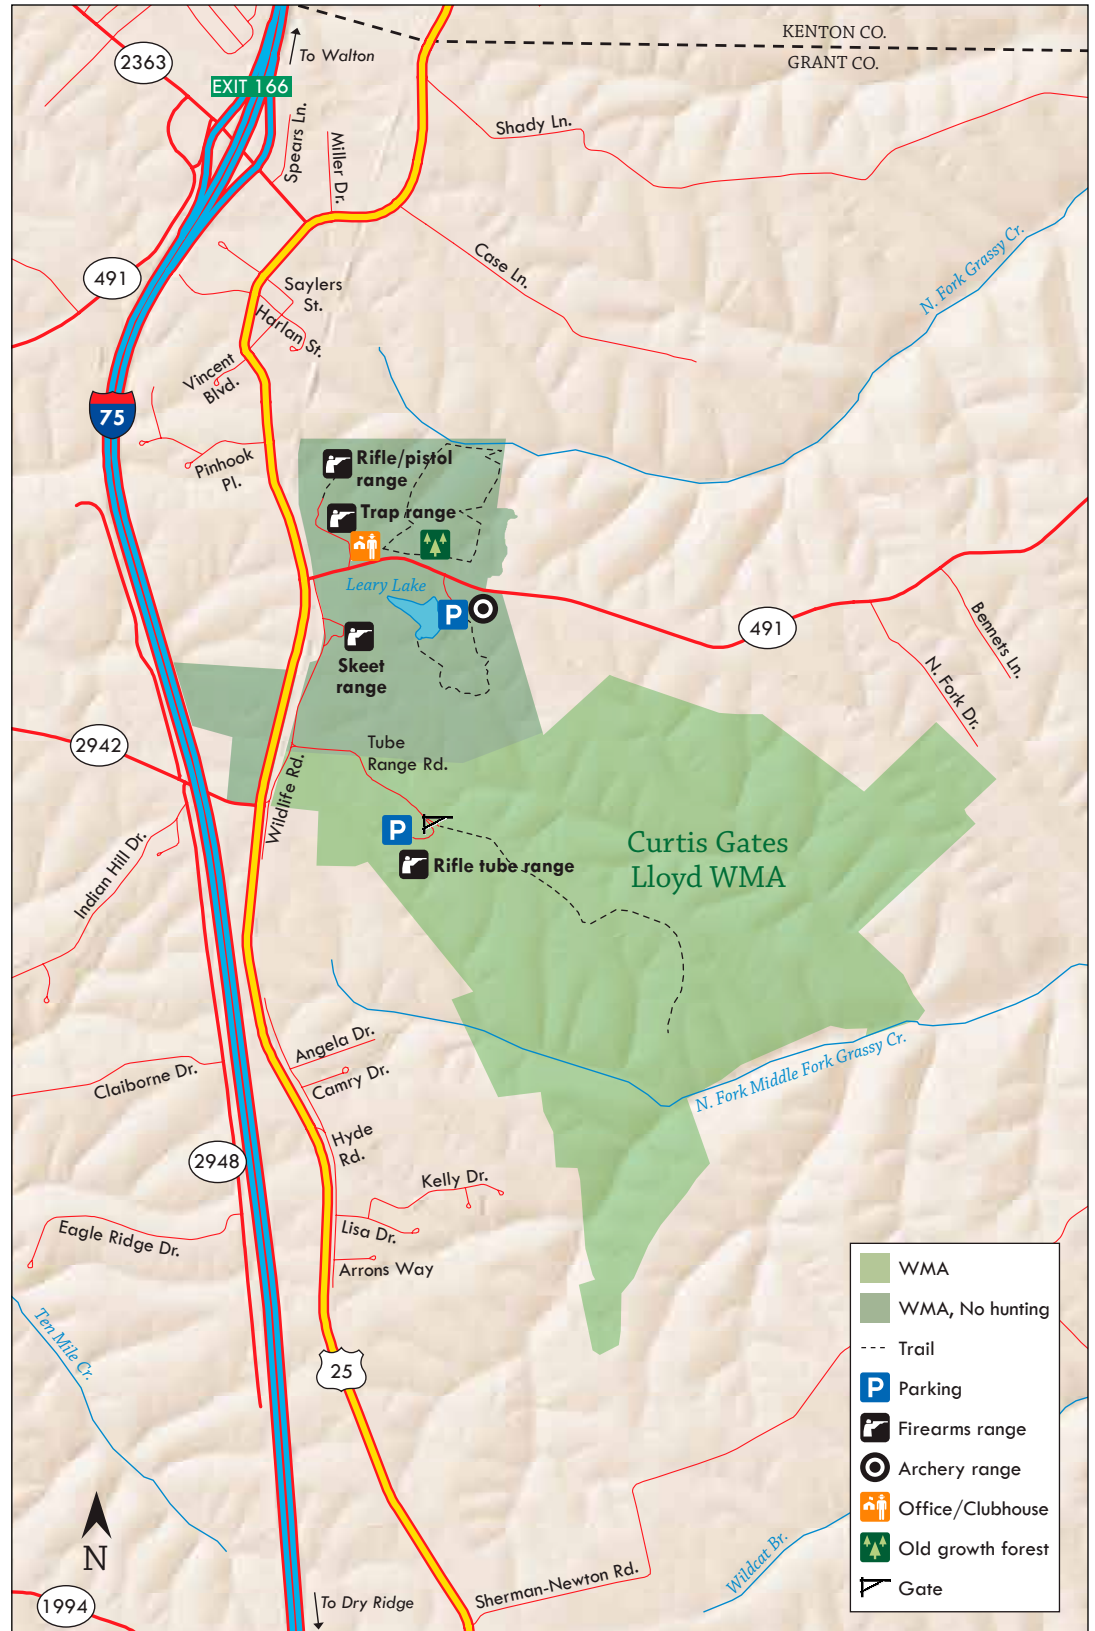 KENTON CO.
GRANT CO.
To Walton
2363
EXIT 166
Spears Ln.
Miller Dr.
Shady Ln.
N. Fork Grassy Cr.
Case Ln.
491
Saylers
St.
Harlan St.
Vincent
Blvd.
75
Pinhook
Pl.
Rifle/pistol
range
Trap range
Leary Lake
P
491
Bennets Ln.
N. Fork Dr.
Skeet
range
2942
Tube
Range Rd.
Wildlife Rd.
P
Rifle tube range
Curtis Gates
Lloyd WMA
Indian Hill Dr.
Angela Dr.
Camry Dr.
Claiborne Dr.
N. Fork Middle Fork Grassy Cr.
Hyde
Rd.
2948
Kelly Dr.
Lisa Dr.
Eagle Ridge Dr.
Arrons Way
Ten Mile Cr.
25
WMA
WMA, No hunting
Trail
P Parking
Firearms range
Archery range
Office/Clubhouse
Old growth forest
Gate
N
Wildcat Br.
Sherman-Newton Rd.
To Dry Ridge
1994